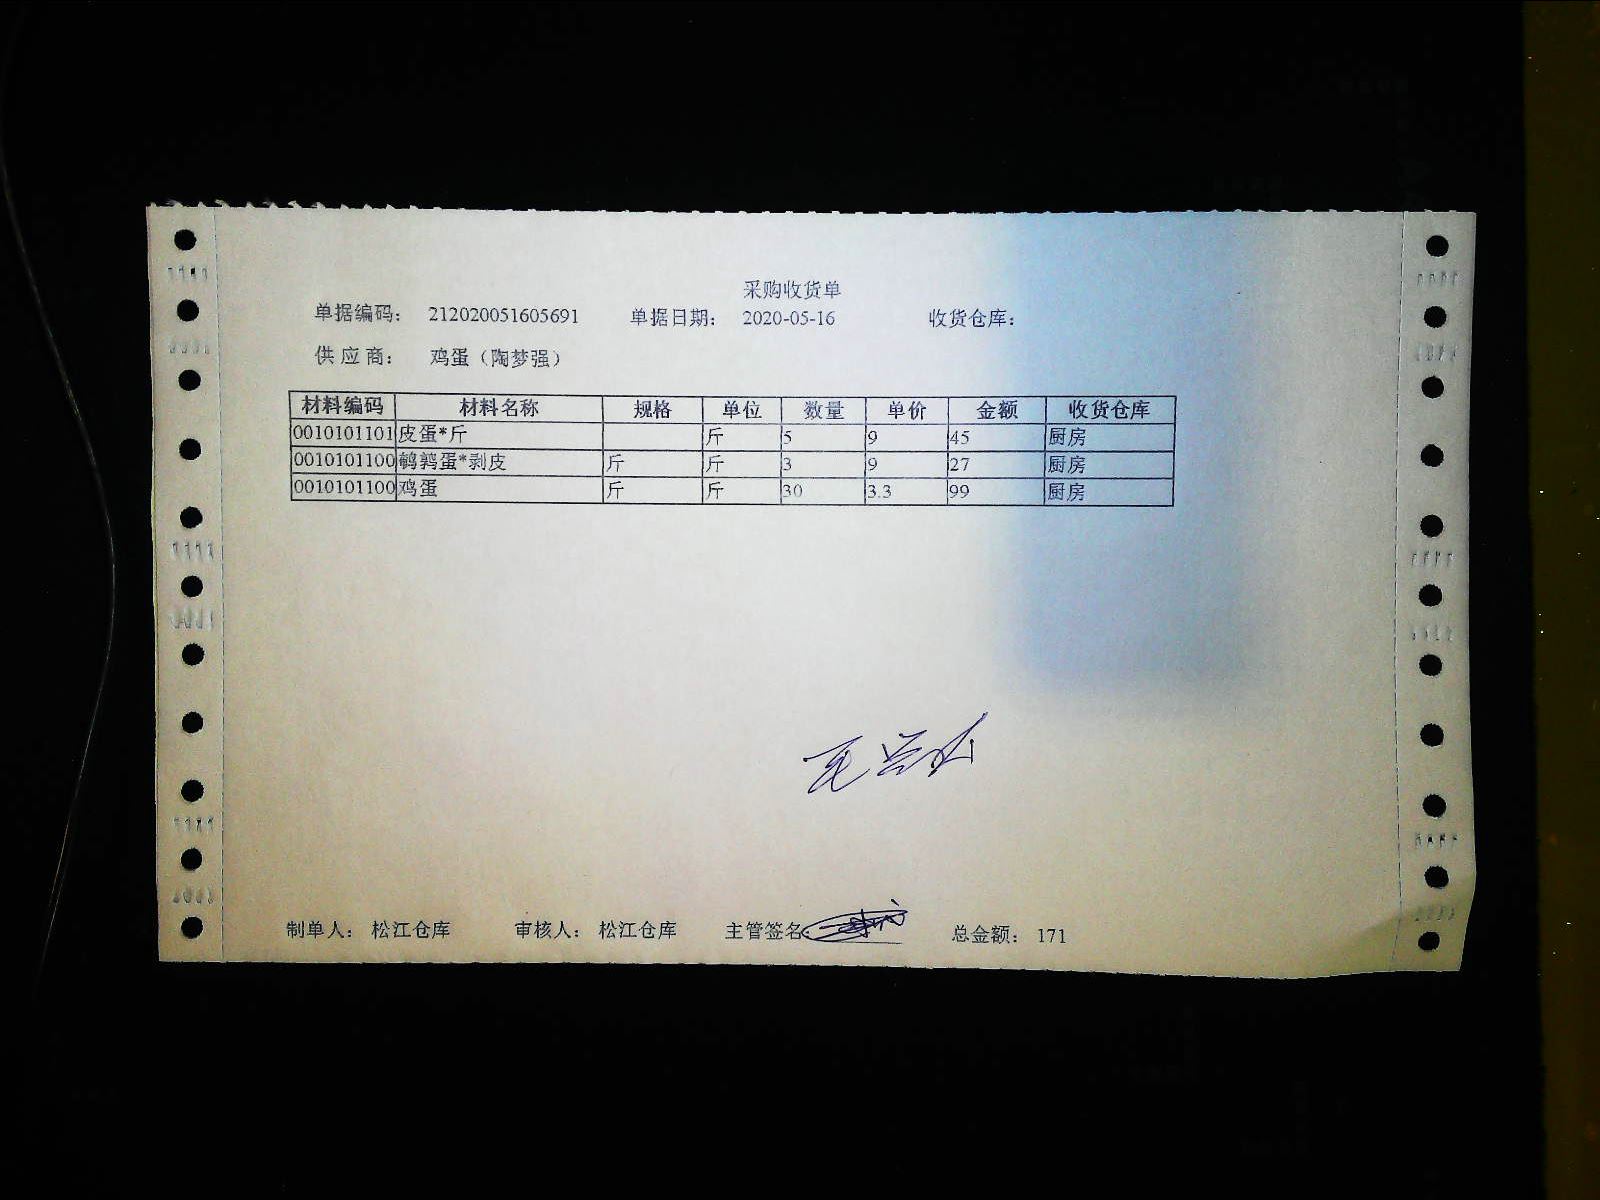 采购收货单
单据编码： 212020051605691 单据日期： 2020-05-16 收货仓库：
供应商： 鸡蛋（陶梦强）
材料编码 材料名称 规格 单位 数量 单价 金额 收货仓库
0010101101 皮蛋*斤 斤 5 9 45 厨房
0010101100 鹌鹑蛋*剥皮 斤 斤 3 9 27 厨房
0010101100 鸡蛋 斤 斤 30 3.3 99 厨房
制单人： 松江仓库 审核人： 松江仓库 主管签名： 总金额： 171